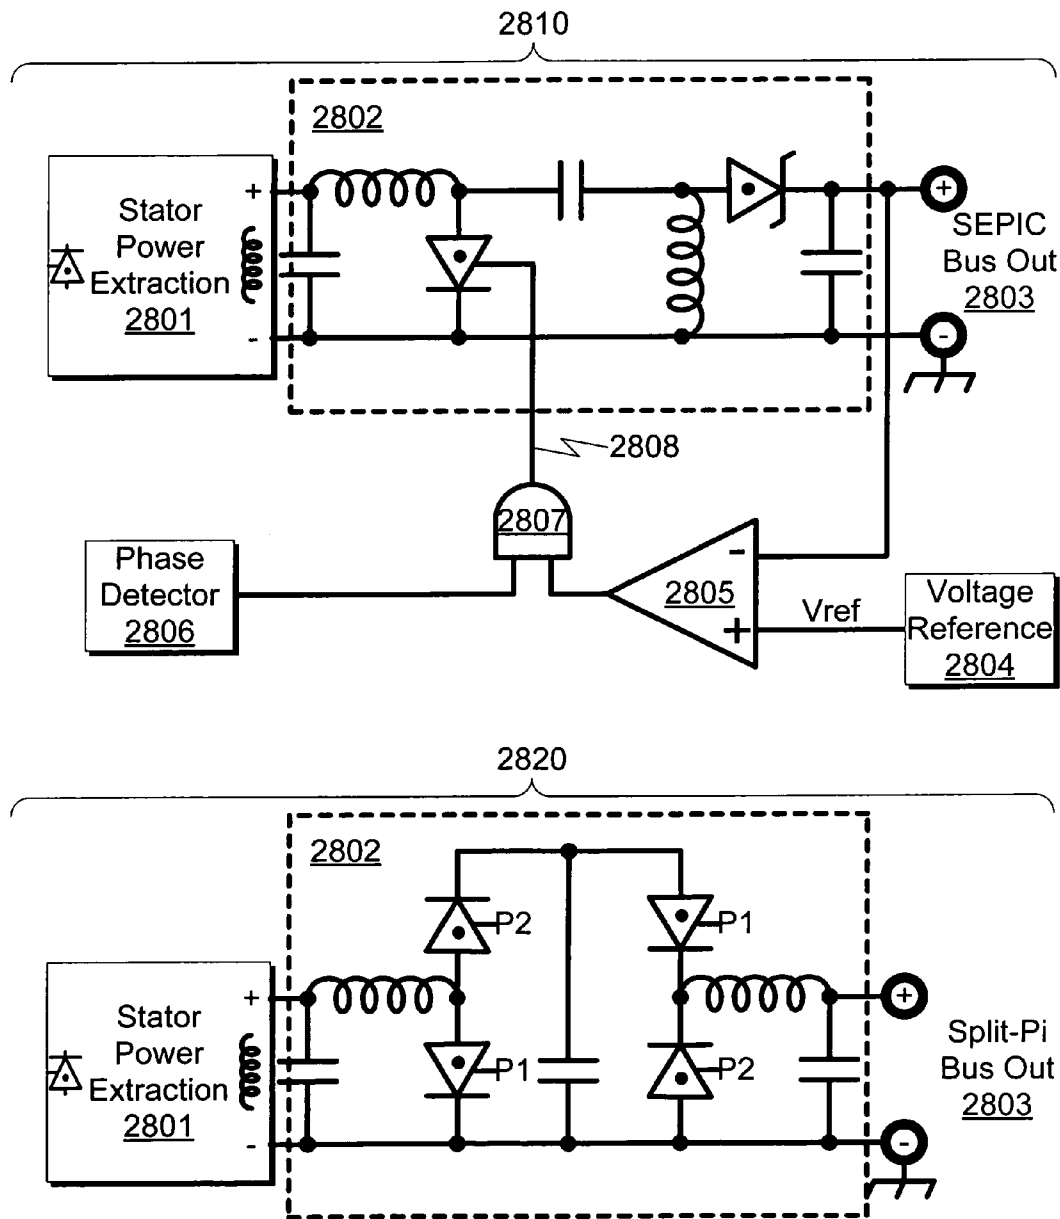 2810
2802
+
Stator
Power
Extraction
2801
-
+
SEPIC
Bus Out
2803
-
2808
2807
Phase
Detector
2806
-
2805
+
Vref
Voltage
Reference
2804
2820
2802
P2
P1
+
Stator
Power
Extraction
2801
-
P1
P2
+
Split-Pi
Bus Out
2803
-